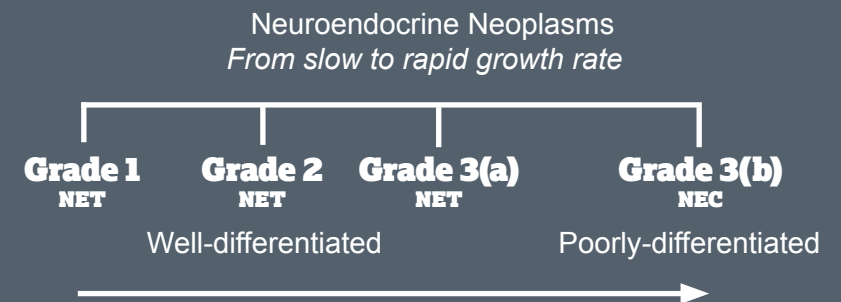 Neuroendocrine Neoplasms
From slow to rapid growth rate
Grade 1 Grade 2 Grade 3(a) Grade 3(b)
NET NET NET NEC
Well-differentiated Poorly-differentiated